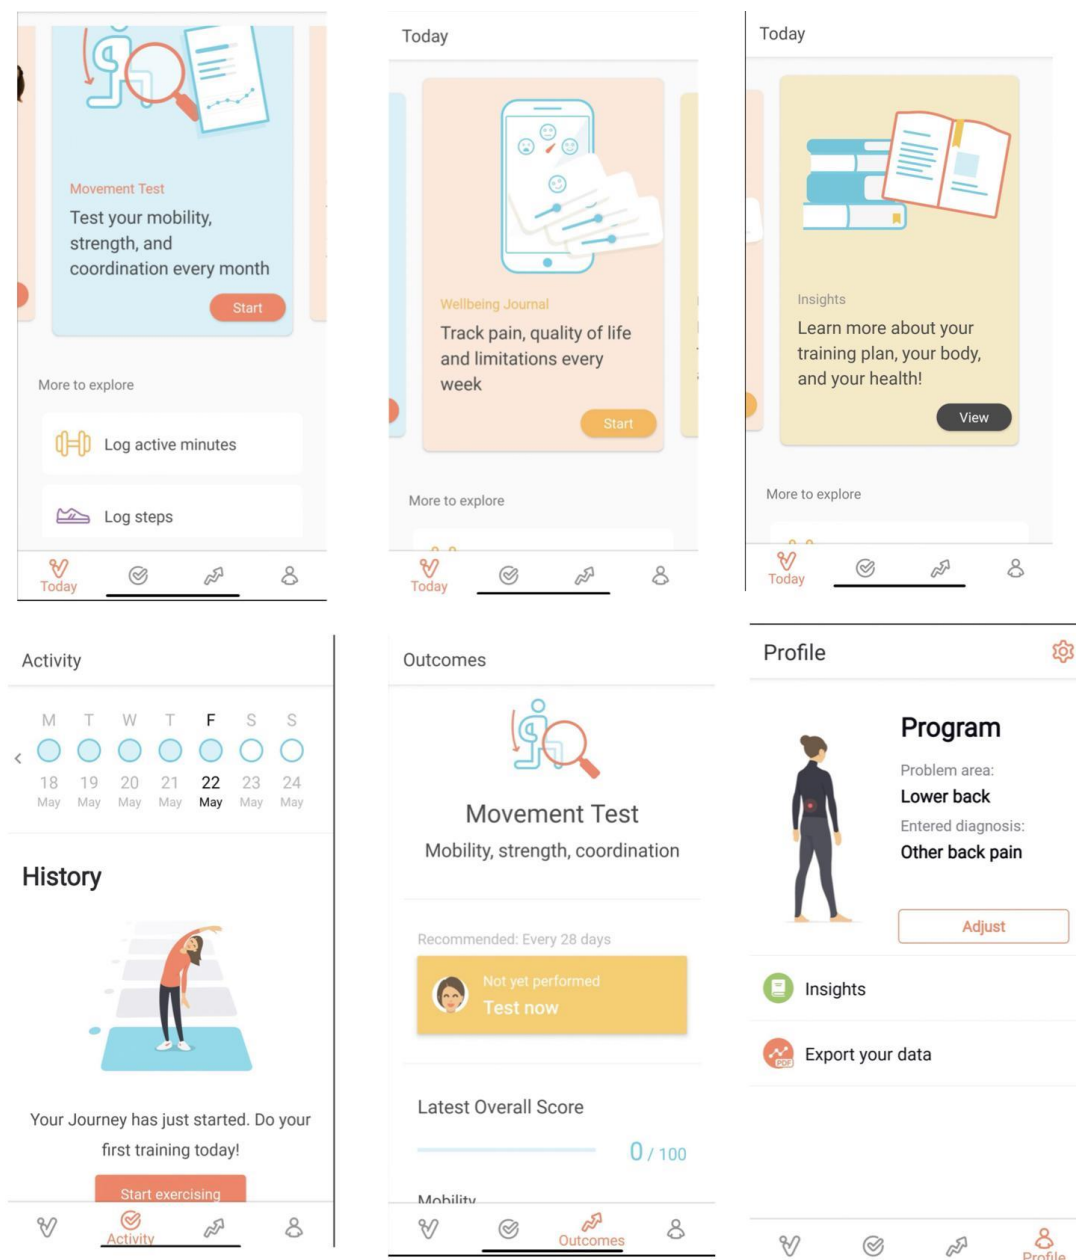 Movement Test
Test your mobility,
strength, and
coordination every month
Start
More to explore
Log active minutes
Log steps
Today
Today
Wellbeing Journal
Track pain, quality of life
and limitations every
week
Start
More to explore
Today
Today
Insights
Learn more about your
training plan, your body,
and your health!
View
More to explore
Today
Activity
M T W T F S S
18 19 20 21 22 23 24
May May May May May May May
History
Your Journey has just started. Do your
first training today!
Start exercising
Activity
Outcomes
Movement Test
Mobility, strength, coordination
Recommended: Every 28 days
Not yet performed
Test now
Latest Overall Score
0 / 100
Mobility
Outcomes
Profile
Program
Problem area:
Lower back
Entered diagnosis:
Other back pain
Adjust
Insights
PDF
Export your data
Profile